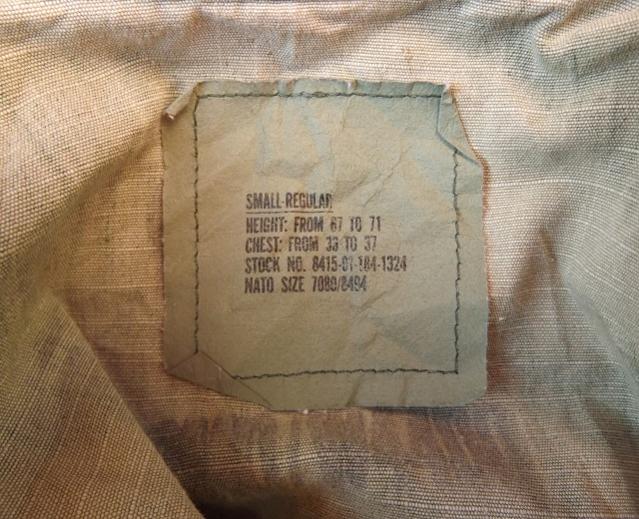 SMALL-REGULAR
HEIGHT: FROM 67 TO 71
CHEST: FROM 33 TO 37
STOCK NO. 8415-01-184-1324
NATO SIZE 7080/8494